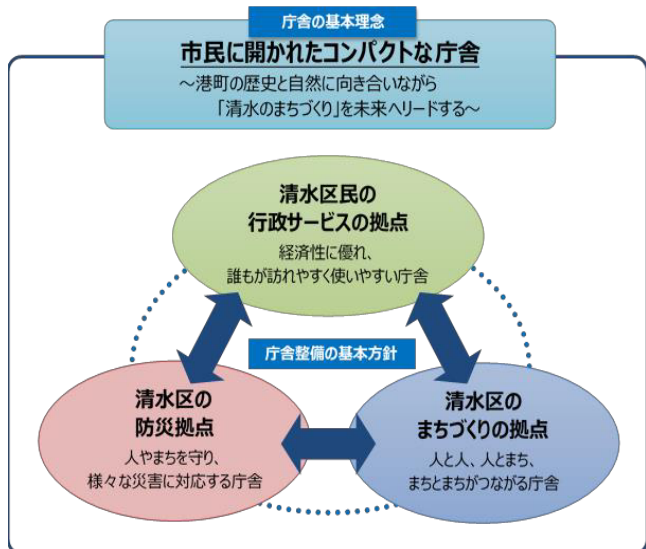 庁舎の基本理念
市民に開かれたコンパクトな庁舎
～港町の歴史と自然に向き合いながら
「清水のまちづくり」を未来へリードする～
清水区民の
行政サービスの拠点
経済性に優れ、
誰もが訪れやすく使いやすい庁舎
庁舎整備の基本方針
清水区の
防災拠点
人やまちを守り、
様々な災害に対応する庁舎
清水区の
まちづくりの拠点
人と人、人とまち、
まちとまちがつながる庁舎